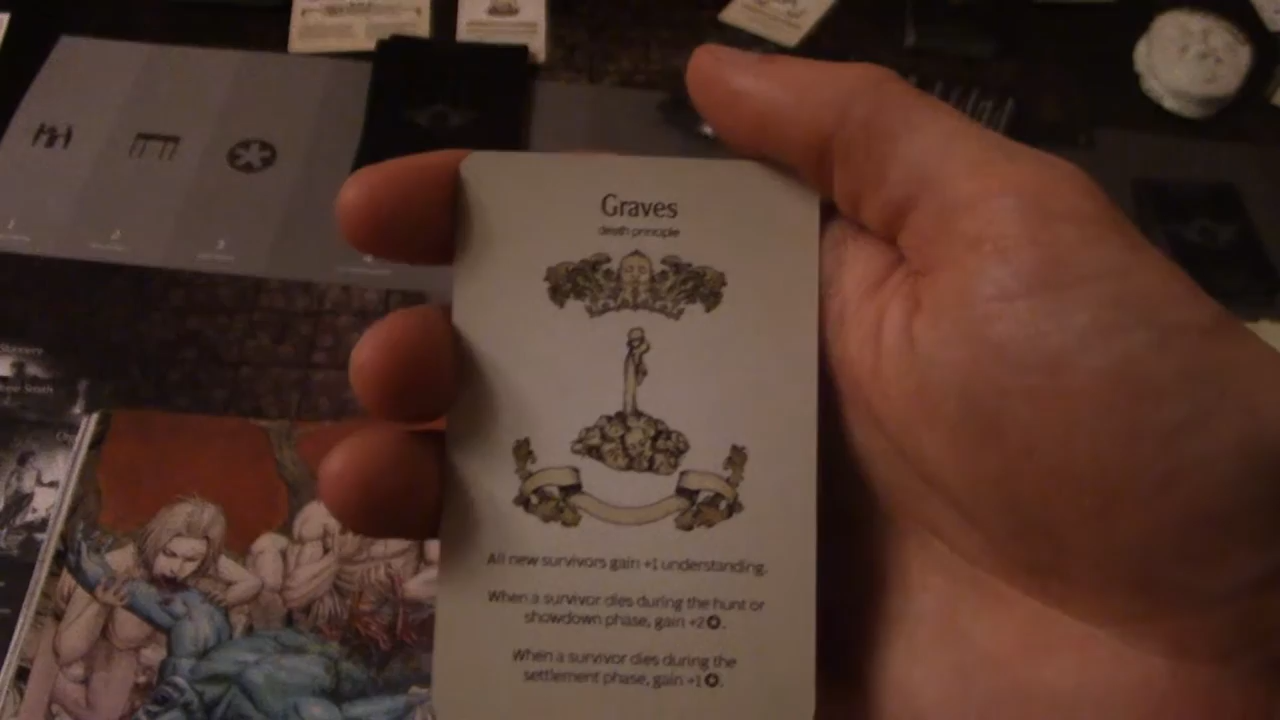 Graves
death principle
All new survivors gain +1 understanding.
When a survivor dies during the hunt or
showdown phase, gain +2
When a survivor dies during the
settlement phase, gain +1